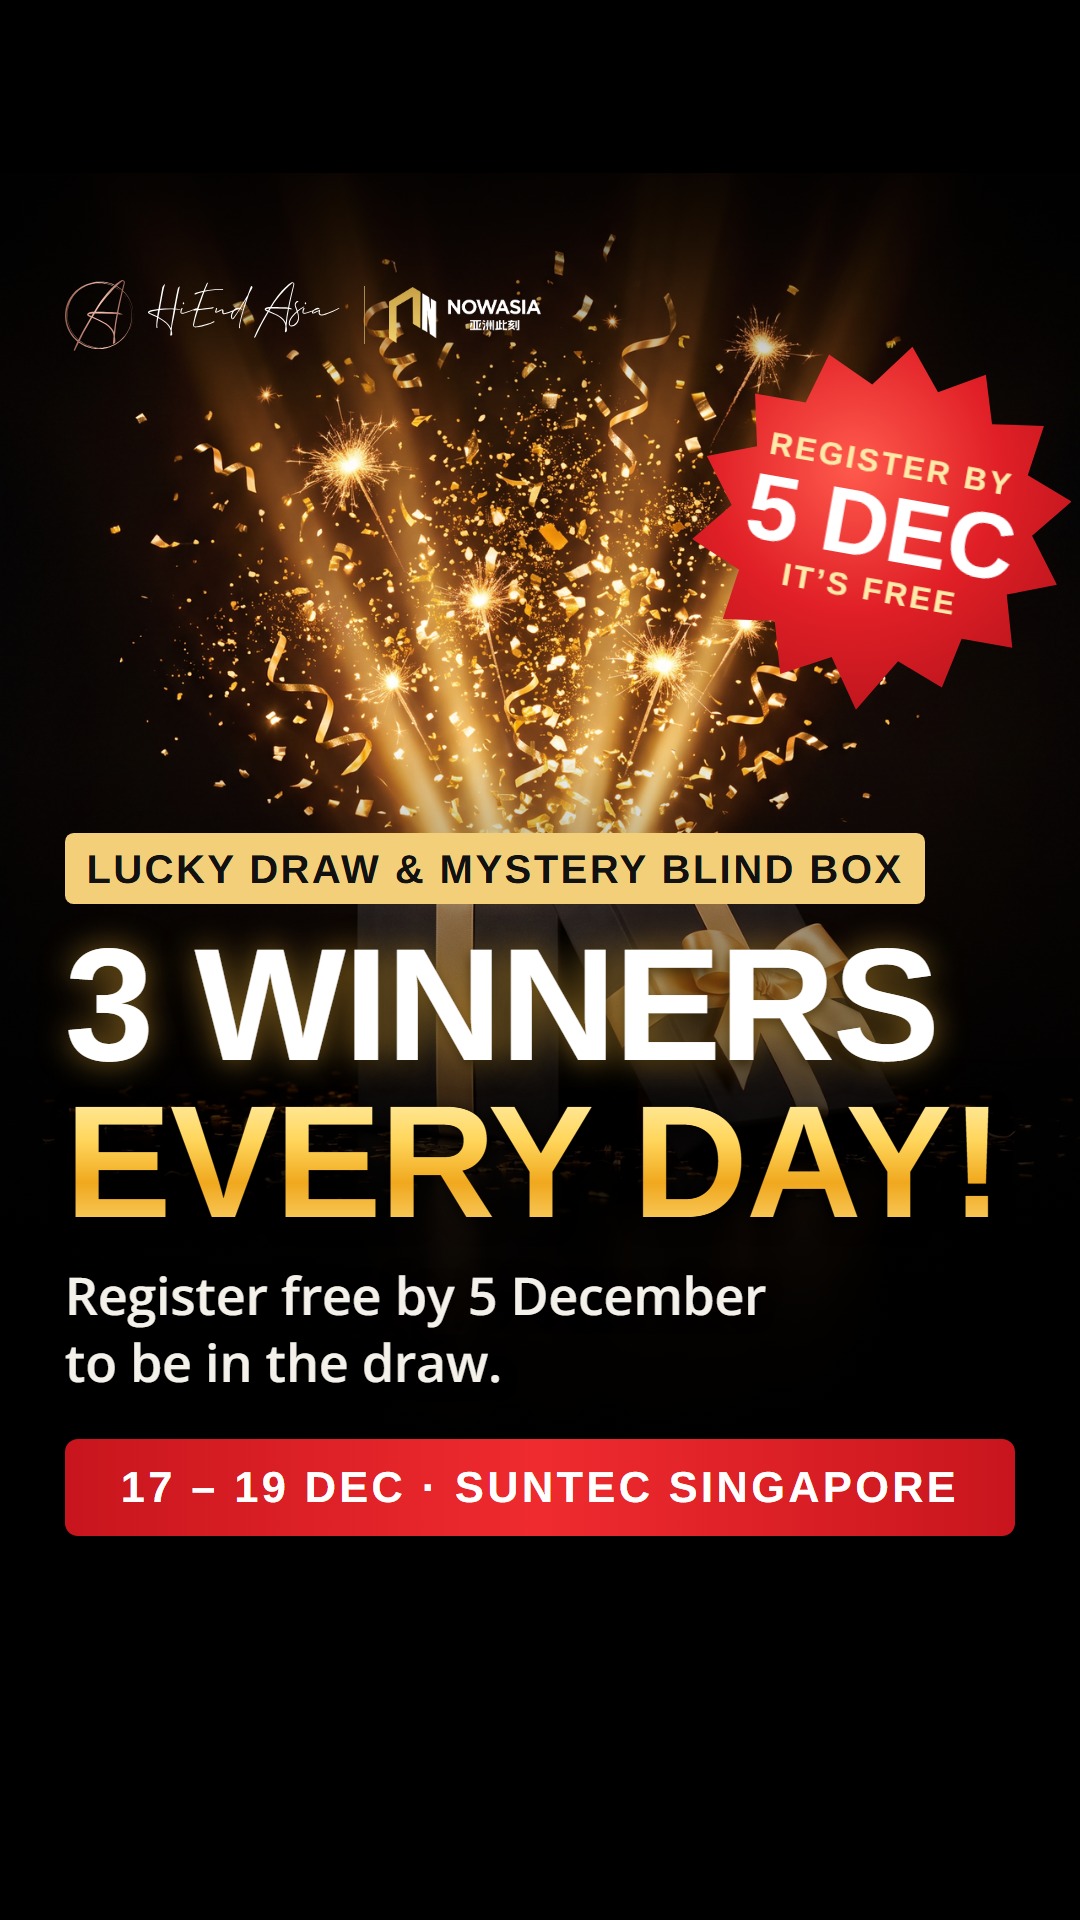 HiEnd Asia
NOWASIA
亚洲此刻
REGISTER BY
5 DEC
IT’S FREE
LUCKY DRAW & MYSTERY BLIND BOX
3 WINNERS
EVERY DAY!
Register free by 5 December
to be in the draw.
17 – 19 DEC · SUNTEC SINGAPORE